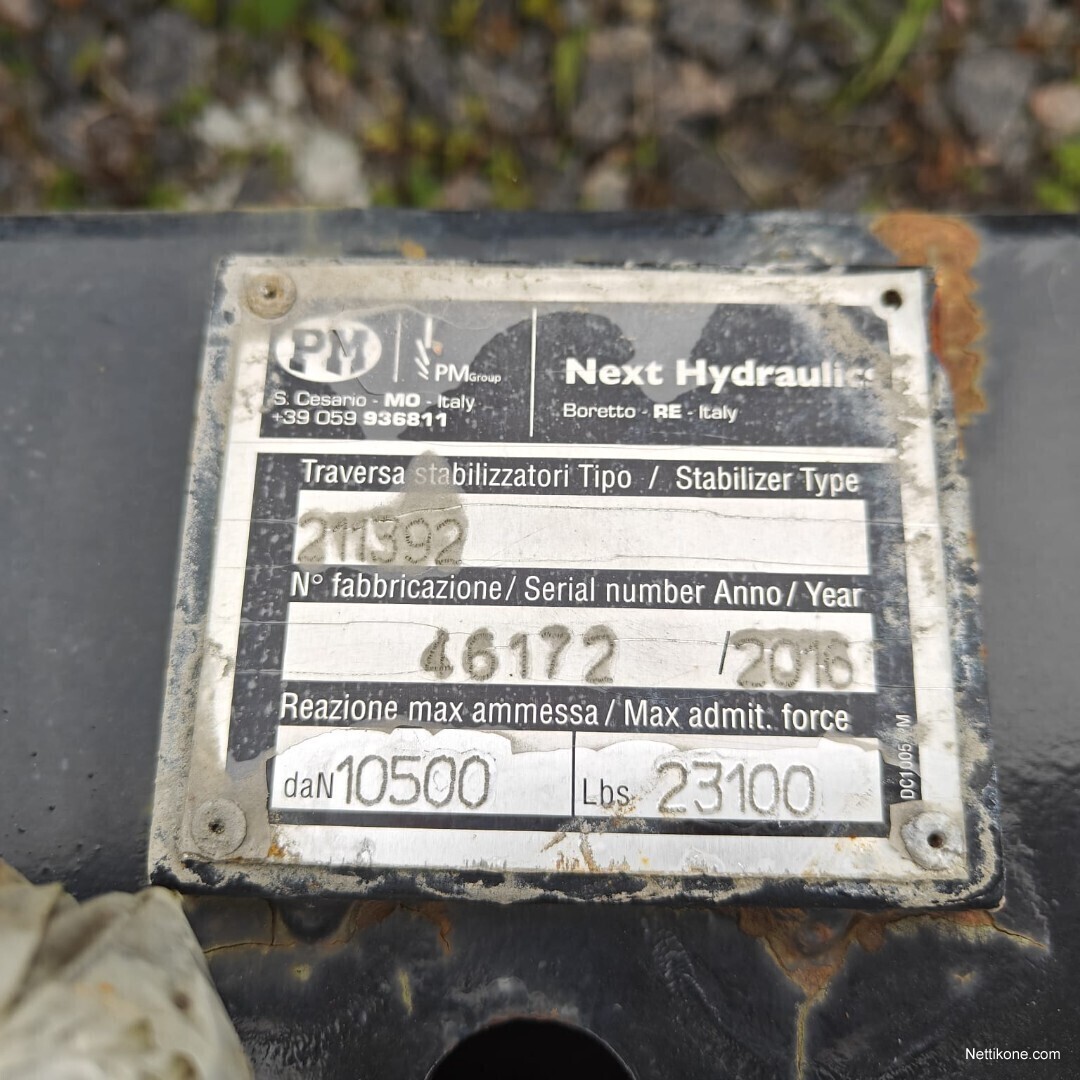 PM
PMGroup
S. Cesario - MO - Italy
+39 059 936811
Next Hydraulics
Boretto - RE - Italy
Traversa stabilizzatori Tipo / Stabilizer Type
211392
N° fabbricazione / Serial number Anno / Year
46172 / 2016
Reazione max ammessa / Max admit. force
daN 10500 Lbs. 23100
Nettikone.com